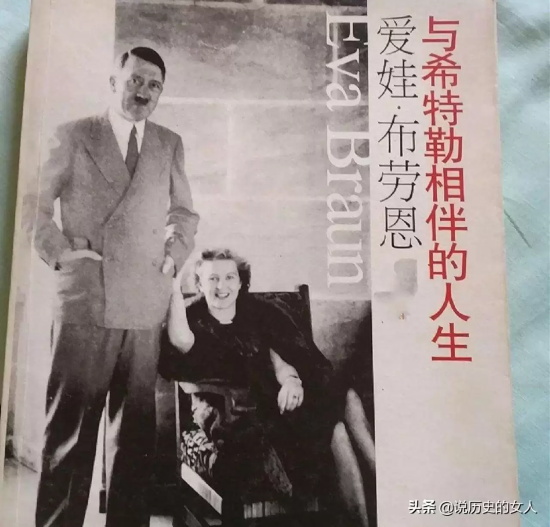 与希特勒相伴的人生
爱娃·布劳恩
Eva Braun
头条 @说历史的女人